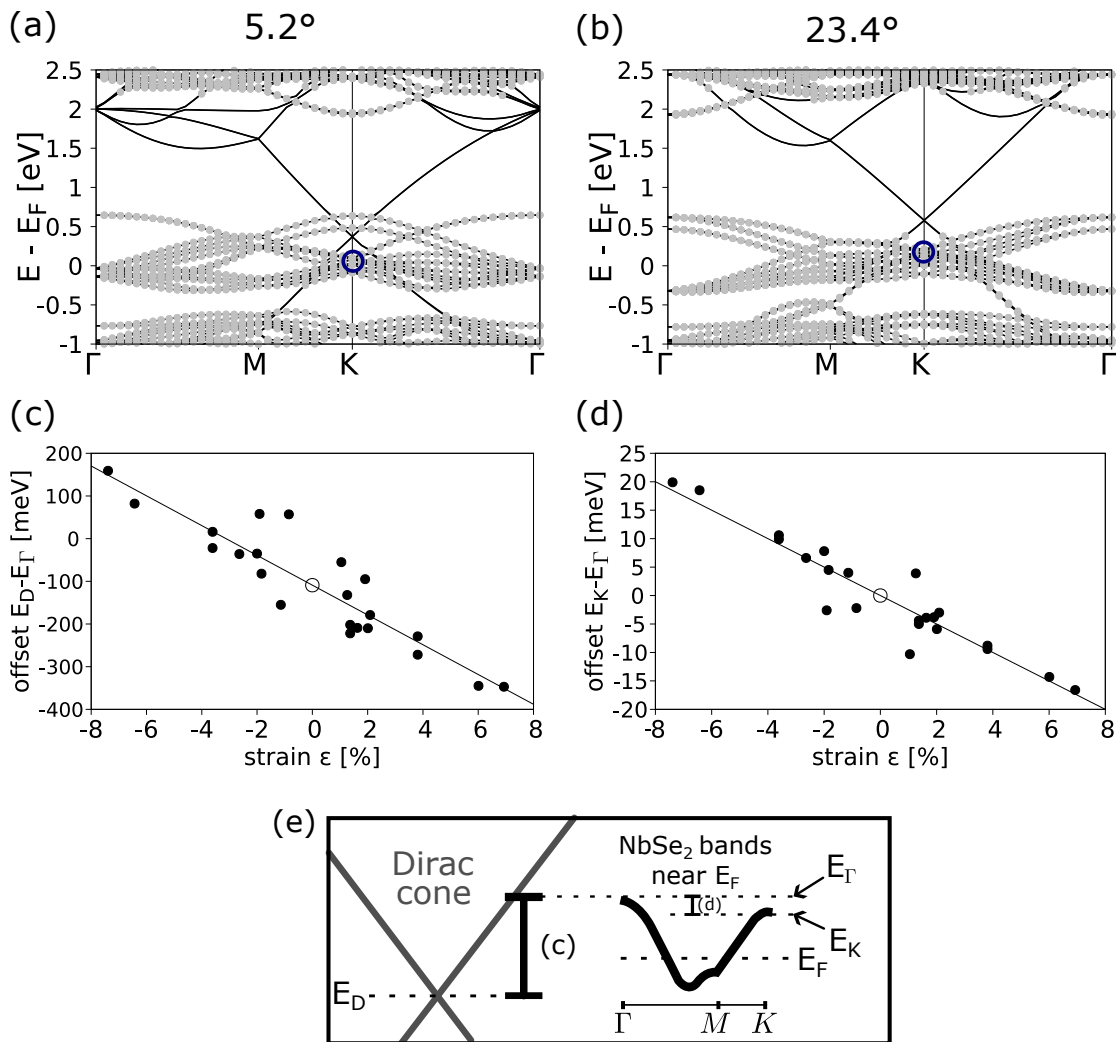 (a) 5.2°
(b) 23.4°
E - E_F [eV]
2.5
2
1.5
1
0.5
0
-0.5
-1
Γ M K Γ
E - E_F [eV]
2.5
2
1.5
1
0.5
0
-0.5
-1
Γ M K Γ
(c)
offset E_D-E_Γ [meV]
200
100
0
-100
-200
-300
-400
-8 -6 -4 -2 0 2 4 6 8
strain ε [%]
(d)
offset E_K-E_Γ [meV]
25
20
15
10
5
0
-5
-10
-15
-20
-8 -6 -4 -2 0 2 4 6 8
strain ε [%]
(e)
Dirac
cone
E_D
(c)
NbSe₂ bands
near E_F
(d)
E_Γ
E_K
E_F
Γ M K